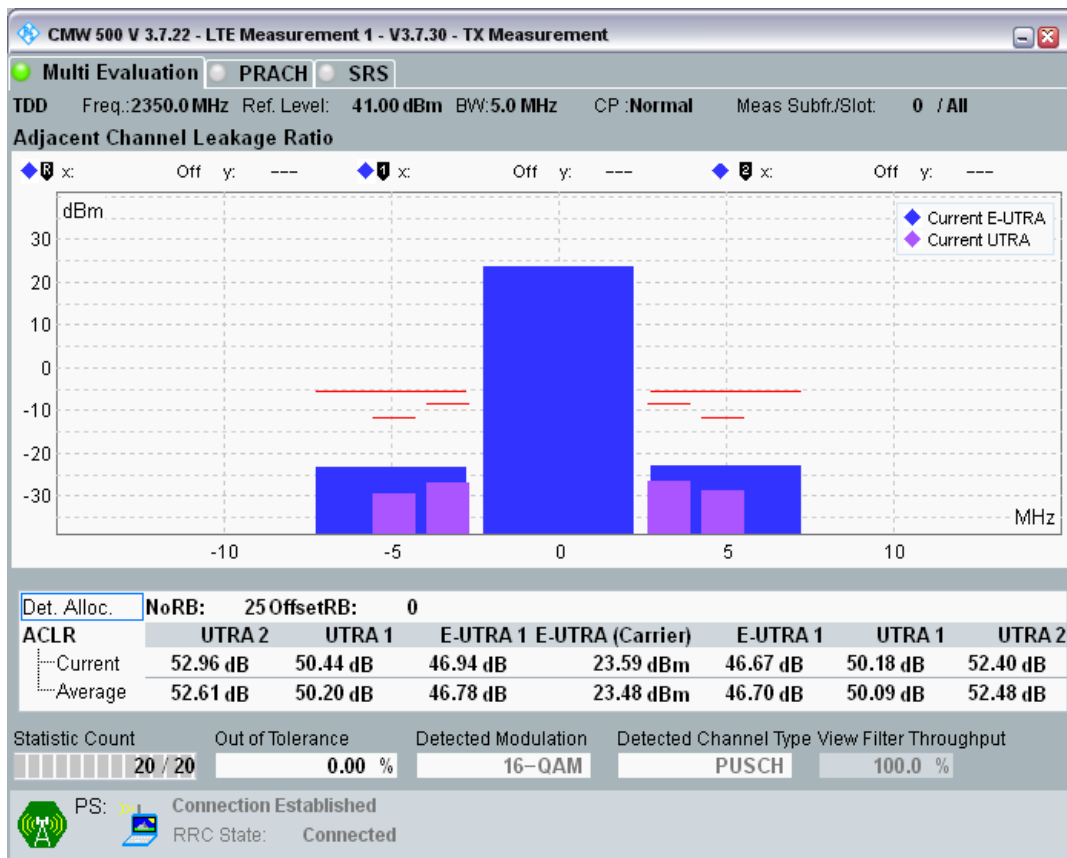 CMW 500 V 3.7.22 - LTE Measurement 1 - V3.7.30 - TX Measurement
Multi Evaluation PRACH SRS
TDD Freq.:2350.0 MHz Ref. Level: 41.00 dBm BW:5.0 MHz CP :Normal Meas Subfr./Slot: 0 / All
Adjacent Channel Leakage Ratio
R x: Off y: --- 1 x: Off y: --- 2 x: Off y: ---
dBm
Current E-UTRA
Current UTRA
30
20
10
0
-10
-20
-30
MHz
-10 -5 0 5 10
Det. Alloc. NoRB: 25 OffsetRB: 0
ACLR UTRA 2 UTRA 1 E-UTRA 1 E-UTRA (Carrier) E-UTRA 1 UTRA 1 UTRA 2
Current 52.96 dB 50.44 dB 46.94 dB 23.59 dBm 46.67 dB 50.18 dB 52.40 dB
Average 52.61 dB 50.20 dB 46.78 dB 23.48 dBm 46.70 dB 50.09 dB 52.48 dB
Statistic Count Out of Tolerance Detected Modulation Detected Channel Type View Filter Throughput
20 / 20 0.00 % 16-QAM PUSCH 100.0 %
PS: Connection Established
RRC State: Connected